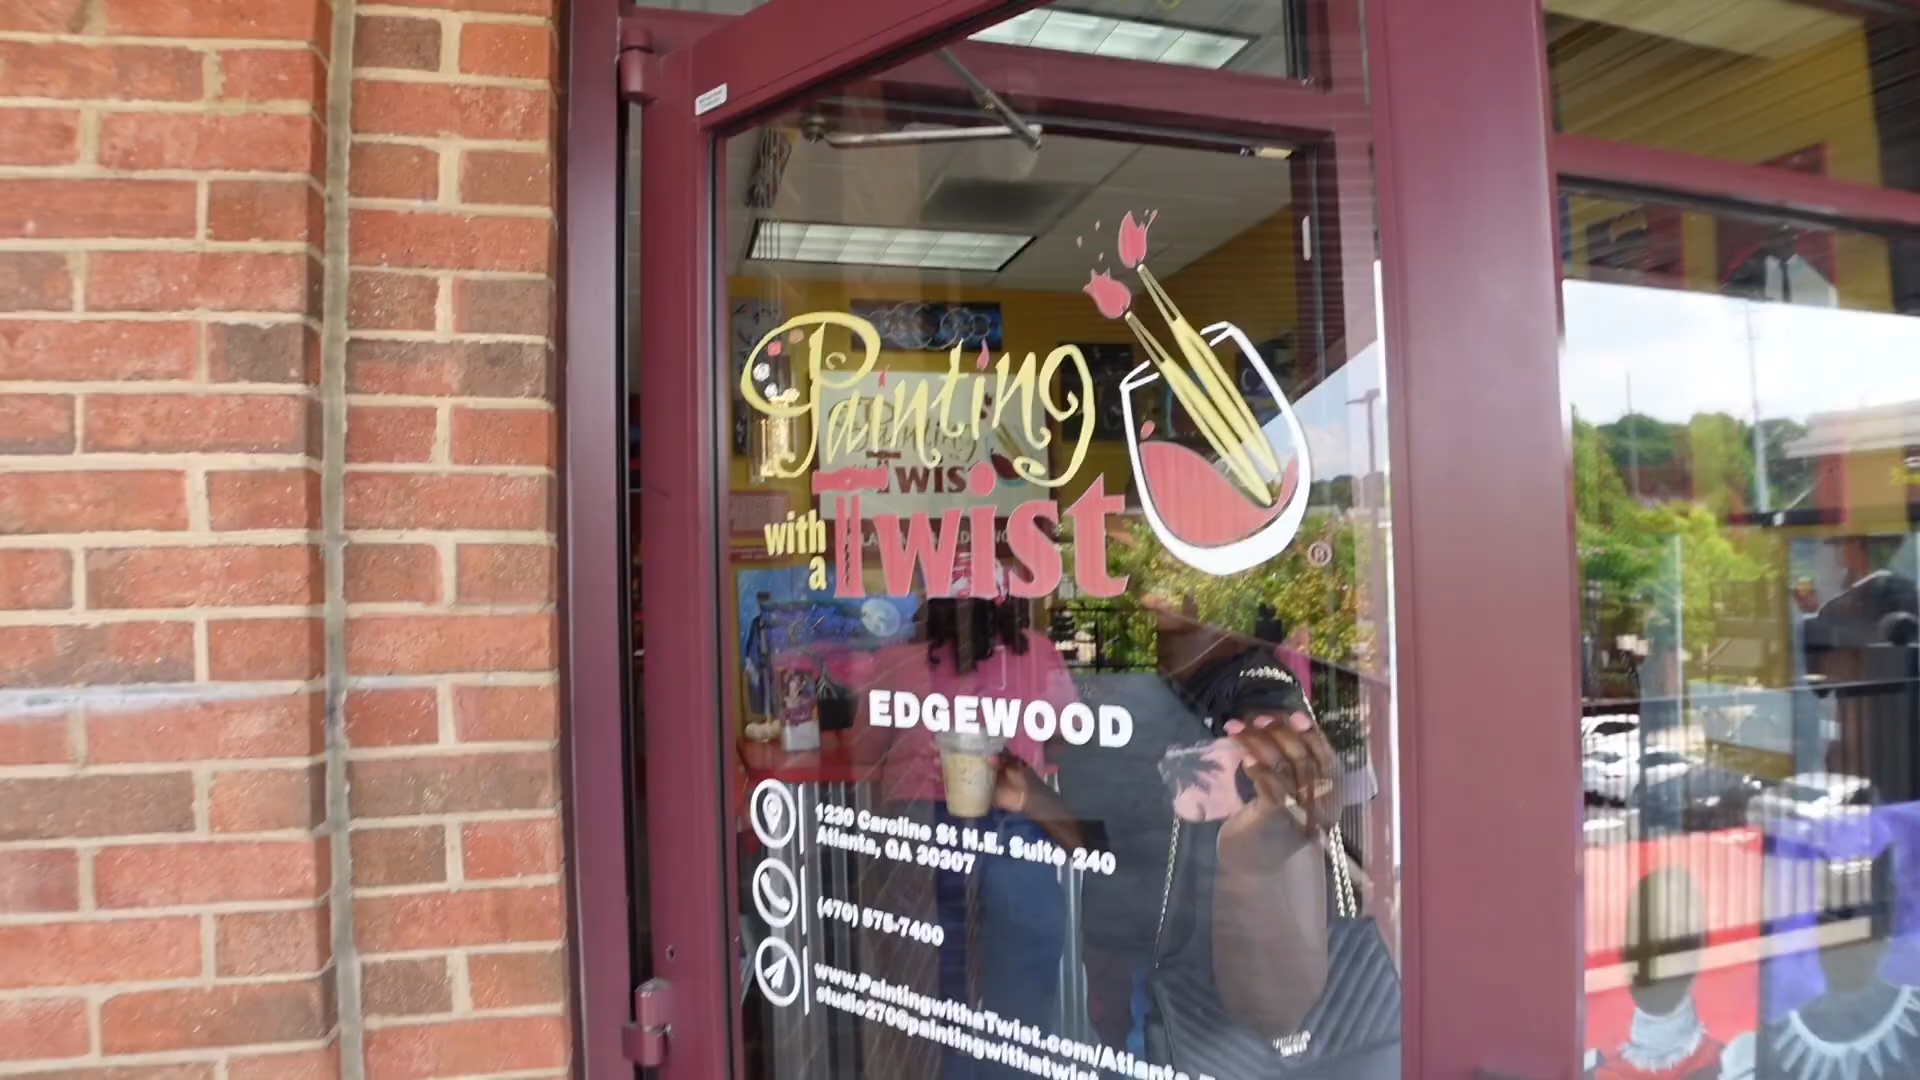 Painting
with a Twist
®
EDGEWOOD
1230 Caroline St N.E. Suite 240
Atlanta, GA 30307
(470) 575-7400
www.PaintingwithaTwist.com/Atlanta
studio270@paintingwithatwist